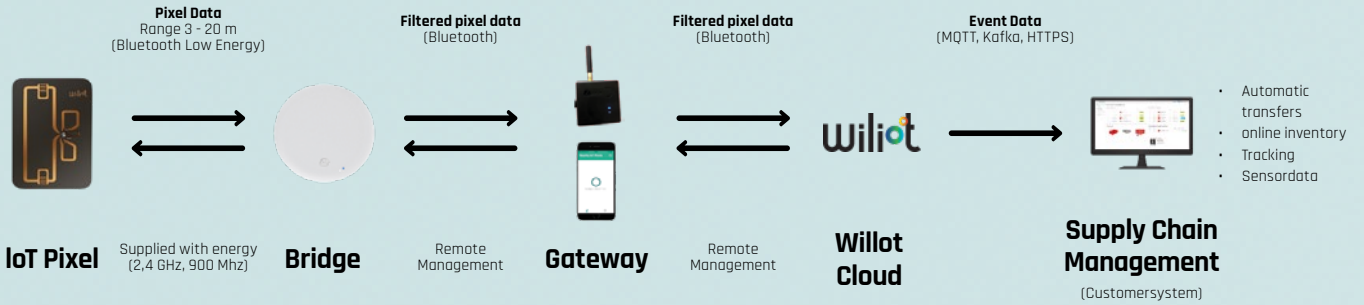 Pixel Data
Range 3 - 20 m
(Bluetooth Low Energy)
Filtered pixel data
(Bluetooth)
Filtered pixel data
(Bluetooth)
Event Data
(MQTT, Kafka, HTTPS)
wiliot
• Automatic
transfers
• online inventory
• Tracking
• Sensordata
IoT Pixel
Supplied with energy
(2,4 GHz, 900 Mhz)
Bridge
Remote
Management
Gateway
Remote
Management
Willot
Cloud
Supply Chain
Management
(Customersystem)